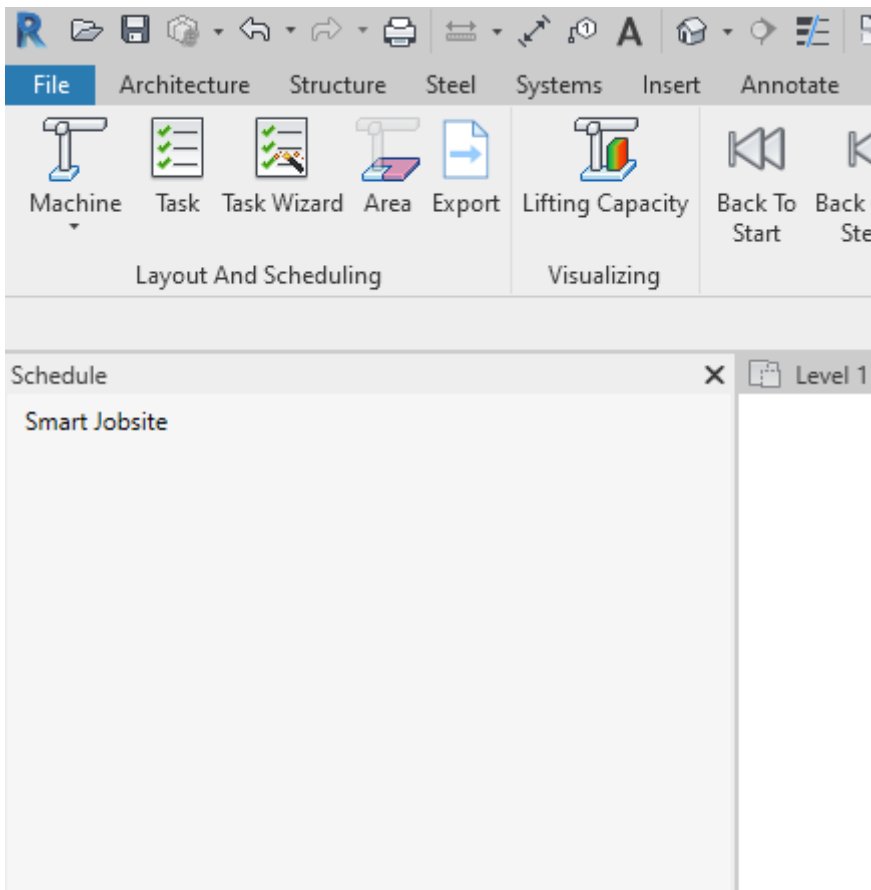 File Architecture Structure Steel Systems Insert Annotate
Machine Task Task Wizard Area Export Lifting Capacity Back To Back
Start Ste
Layout And Scheduling Visualizing
Schedule Level 1
Smart Jobsite